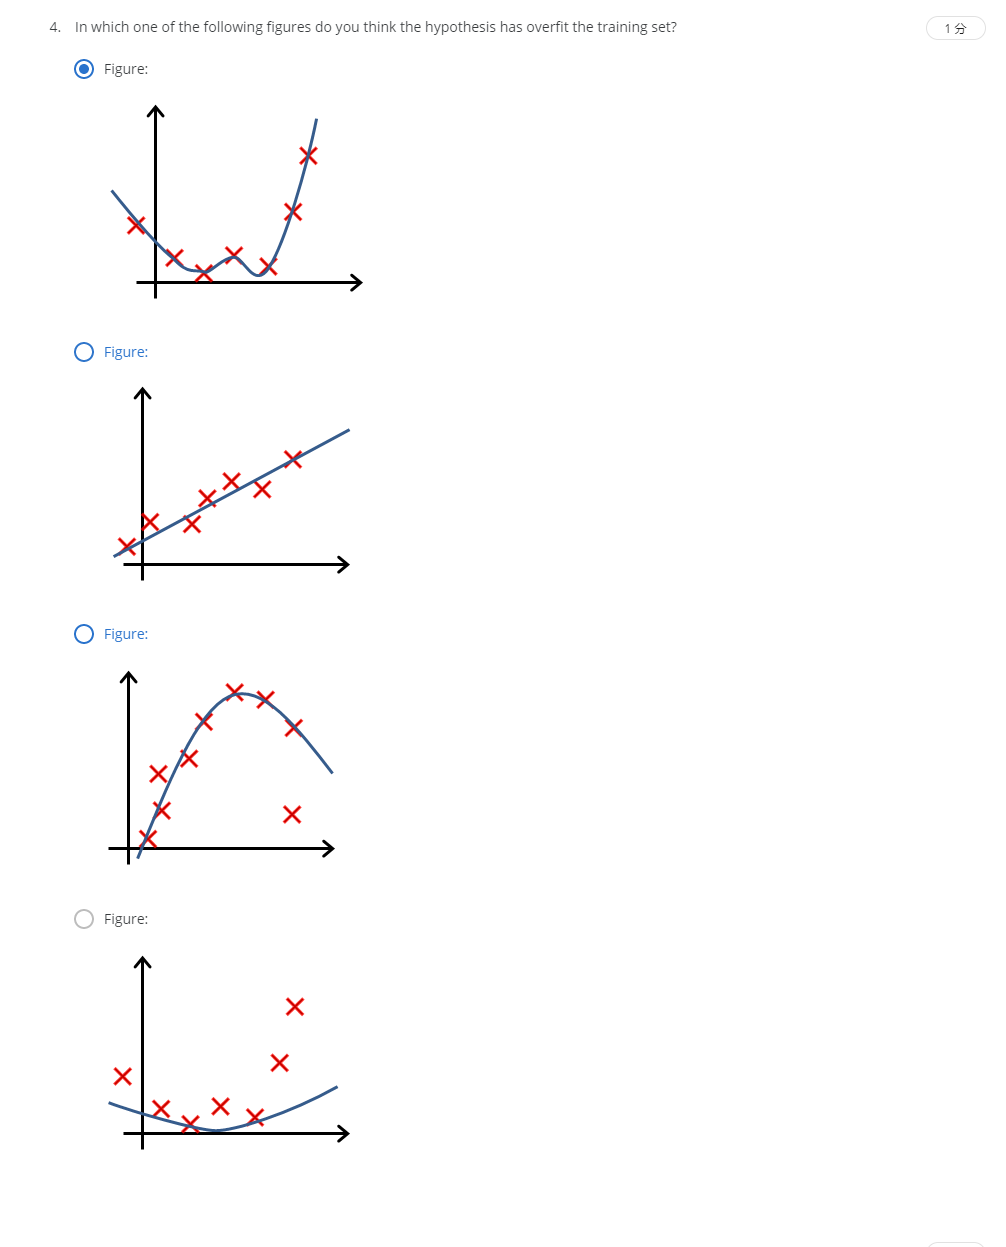 4. In which one of the following figures do you think the hypothesis has overfit the training set?
1 分
Figure:
Figure:
Figure:
Figure: